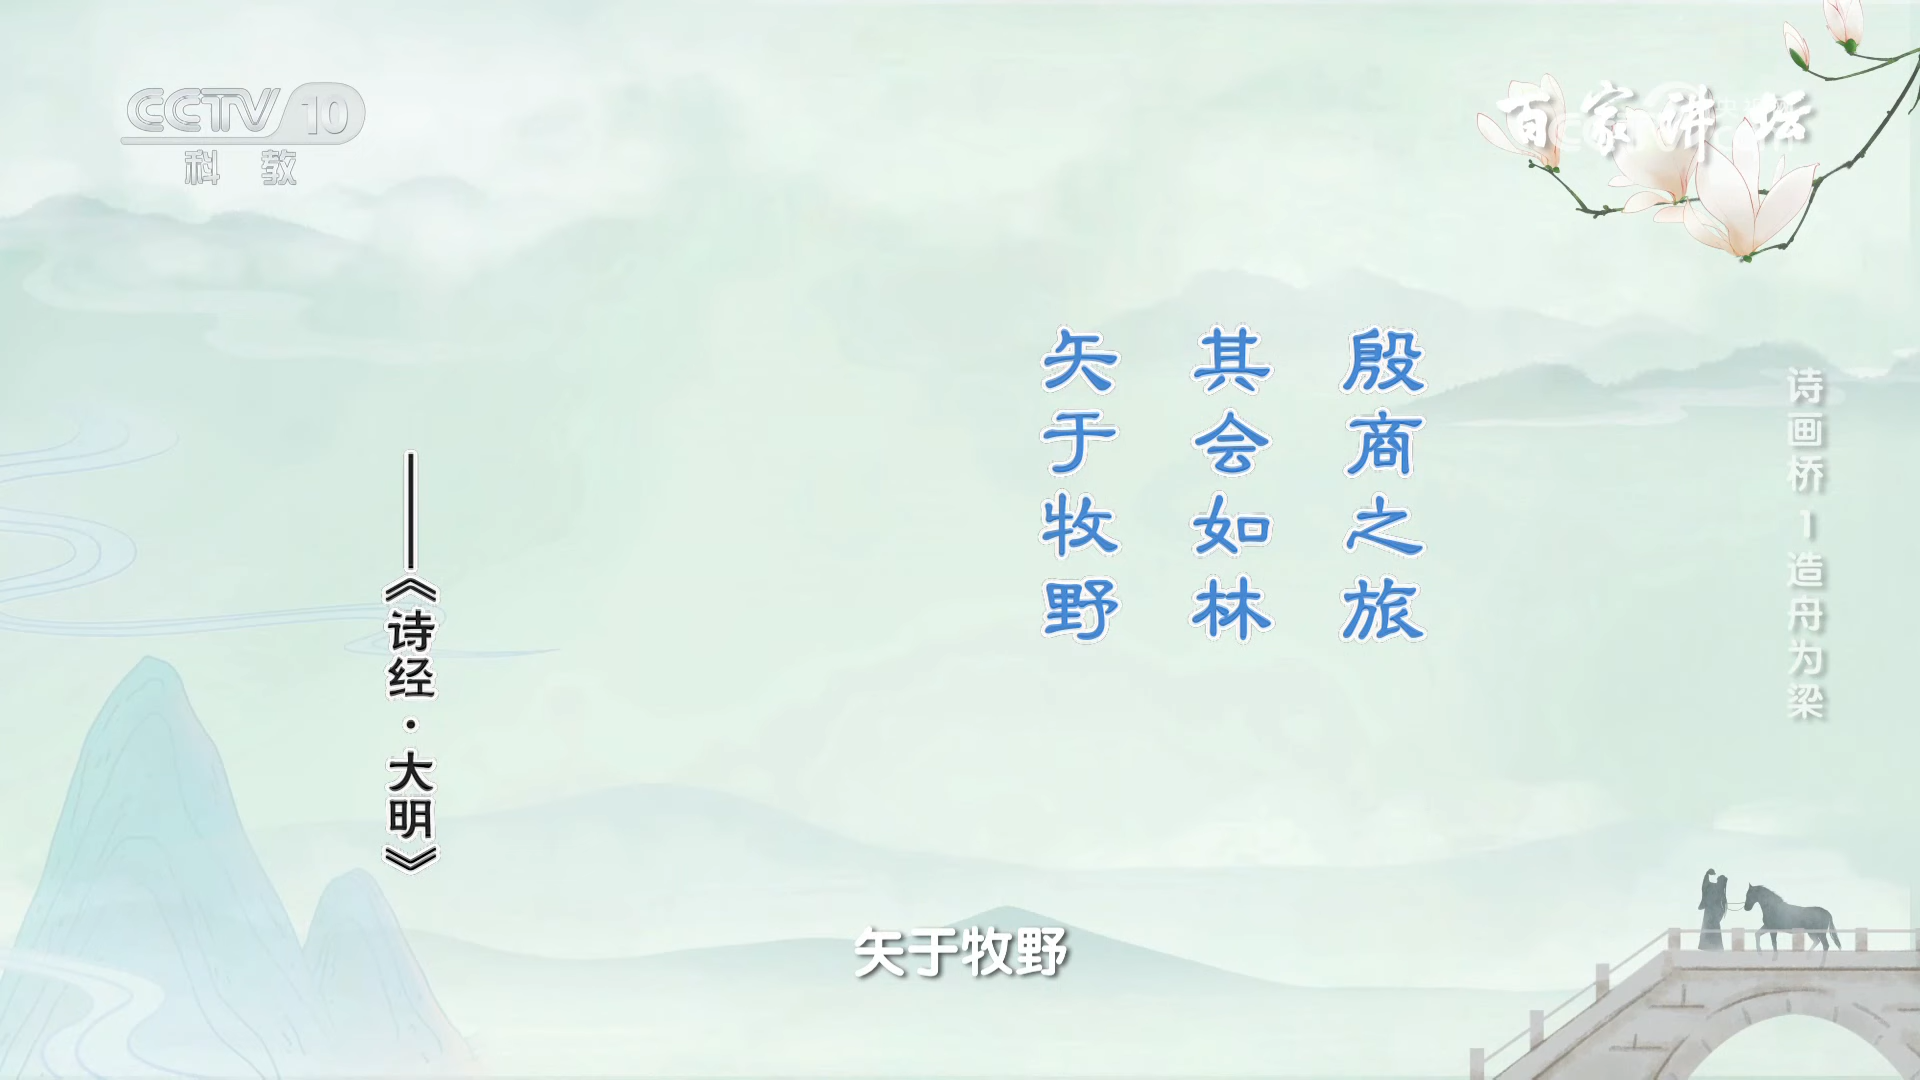 CCTV 10
科 教
百家讲坛
殷商之旅
其会如林
矢于牧野
——《诗经·大明》
诗画桥 1 造舟为梁
矢于牧野